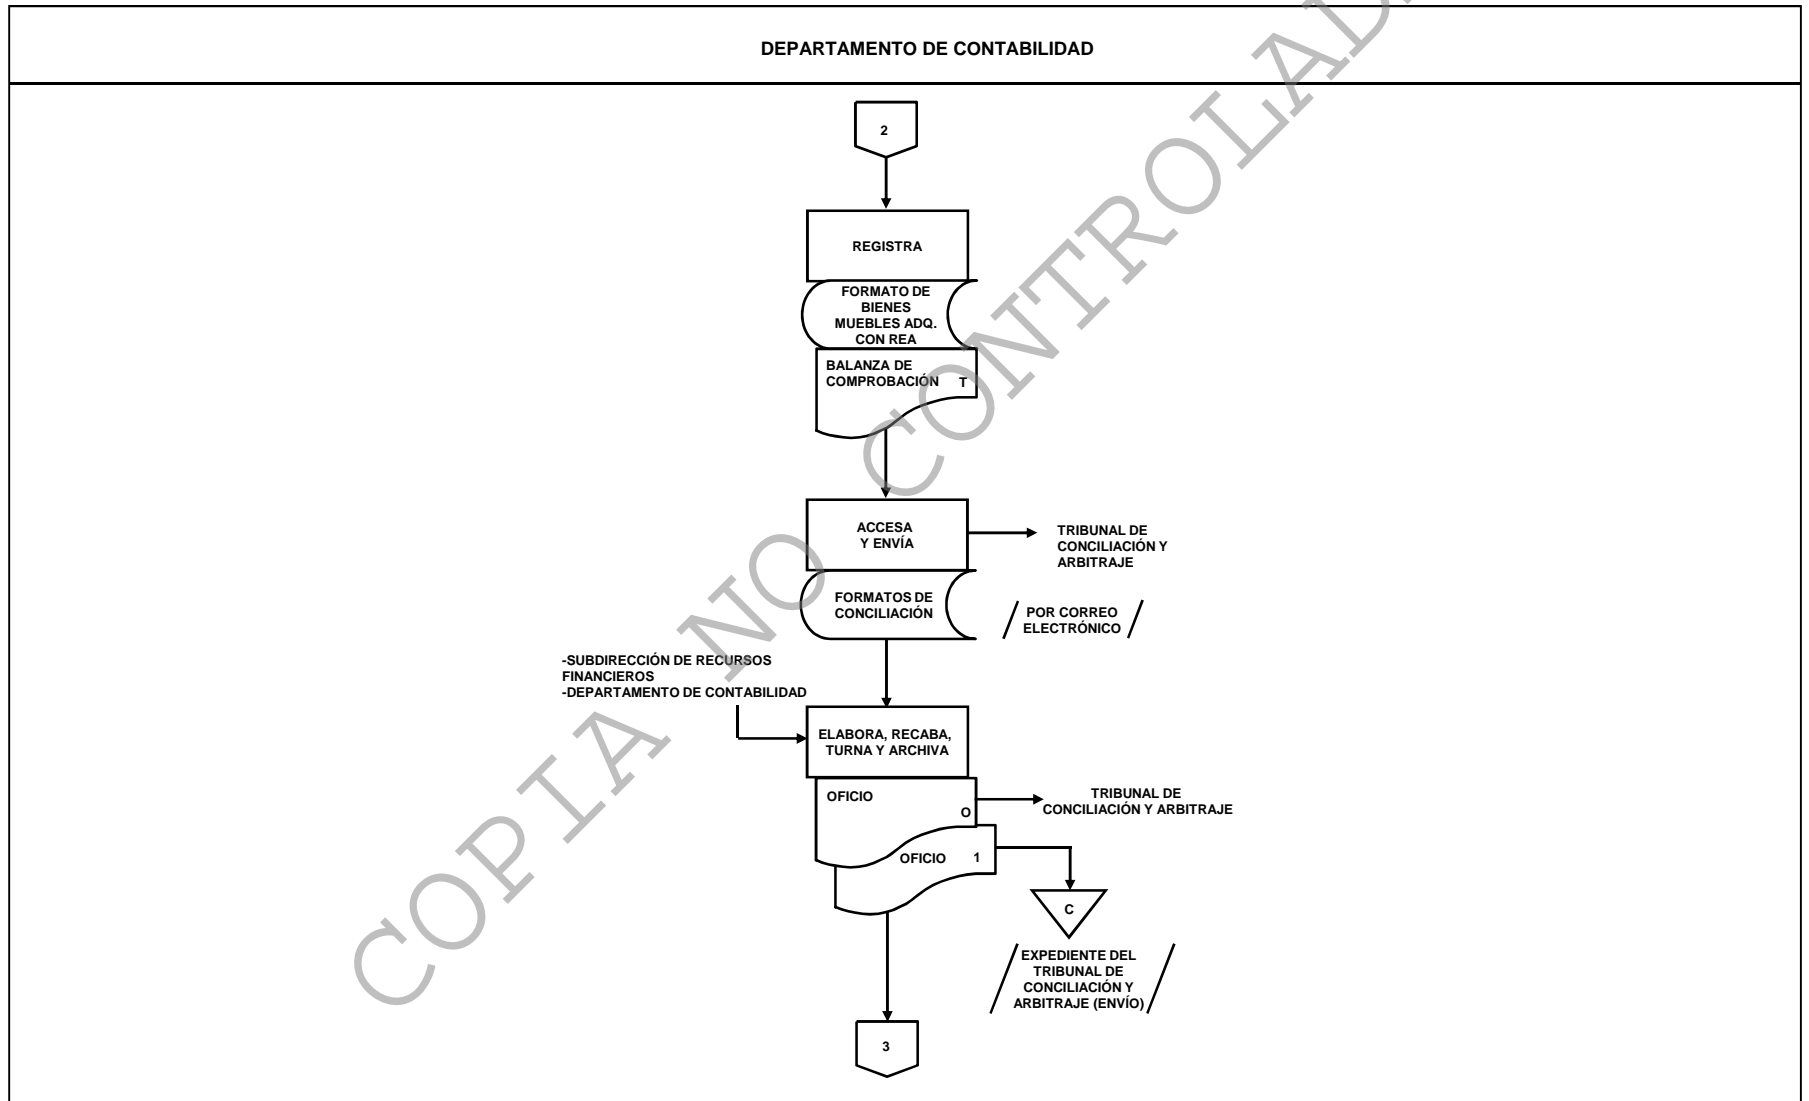 DEPARTAMENTO DE CONTABILIDAD
2
REGISTRA
FORMATO DE
BIENES
MUEBLES ADQ.
CON REA
BALANZA DE
COMPROBACIÓN T
ACCESA
Y ENVÍA
TRIBUNAL DE
CONCILIACIÓN Y
ARBITRAJE
FORMATOS DE
CONCILIACIÓN
POR CORREO
ELECTRÓNICO
-SUBDIRECCIÓN DE RECURSOS
FINANCIEROS
-DEPARTAMENTO DE CONTABILIDAD
ELABORA, RECABA,
TURNA Y ARCHIVA
OFICIO
O
TRIBUNAL DE
CONCILIACIÓN Y ARBITRAJE
OFICIO 1
C
EXPEDIENTE DEL
TRIBUNAL DE
CONCILIACIÓN Y
ARBITRAJE (ENVÍO)
3
COPIA NO CONTROLAD